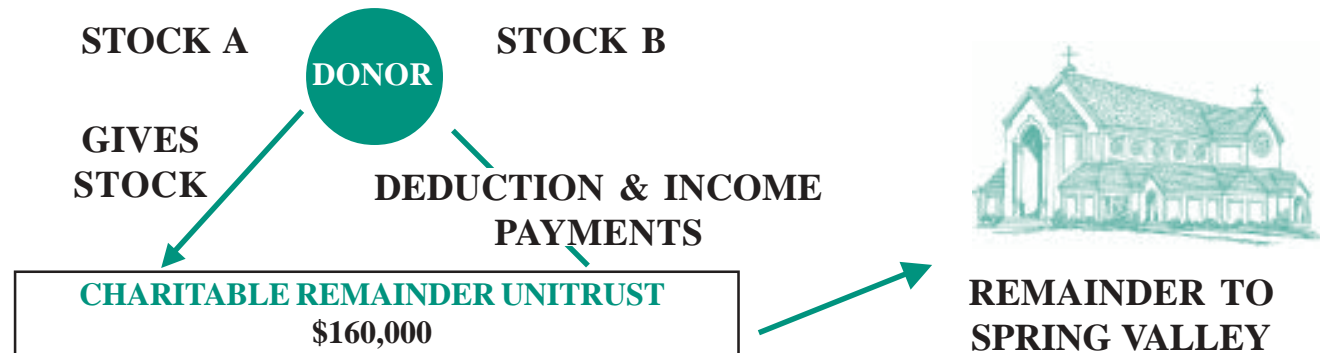 STOCK A
STOCK B
DONOR
GIVES
STOCK
DEDUCTION & INCOME
PAYMENTS
CHARITABLE REMAINDER UNITRUST
$160,000
REMAINDER TO
SPRING VALLEY